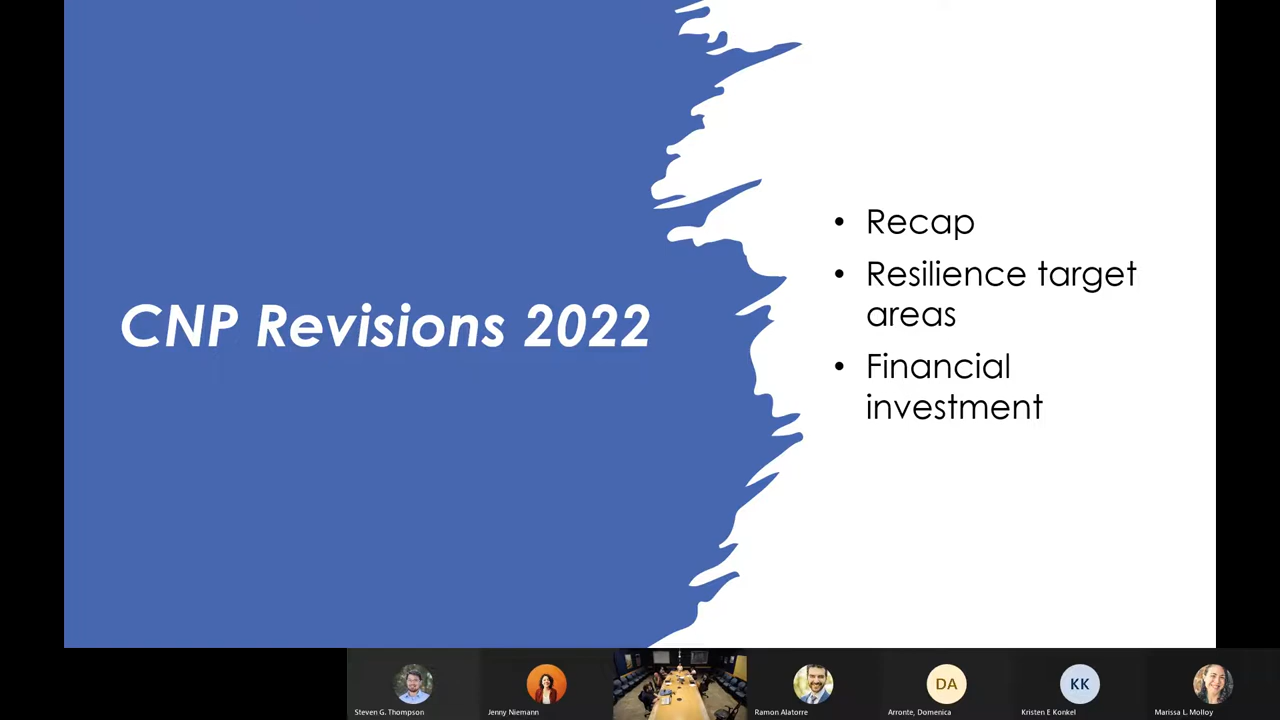 CNP Revisions 2022
• Recap
• Resilience target
areas
• Financial
investment
DA
KK
Steven G. Thompson
Jenny Niemann
Ramon Alatorre
Arronte, Domenica
Kristen E Konkel
Marissa L. Molloy